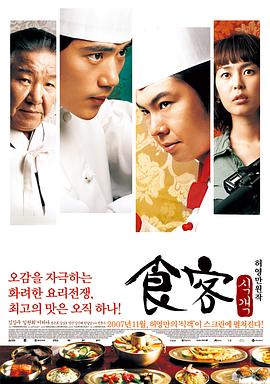 오감을 자극하는
화려한 요리전쟁,
최고의 맛은 오직 하나!
食客
식객
허영만 원작
2007년 11월, 허영만의 '식객'이 스크린에 펼쳐진다!